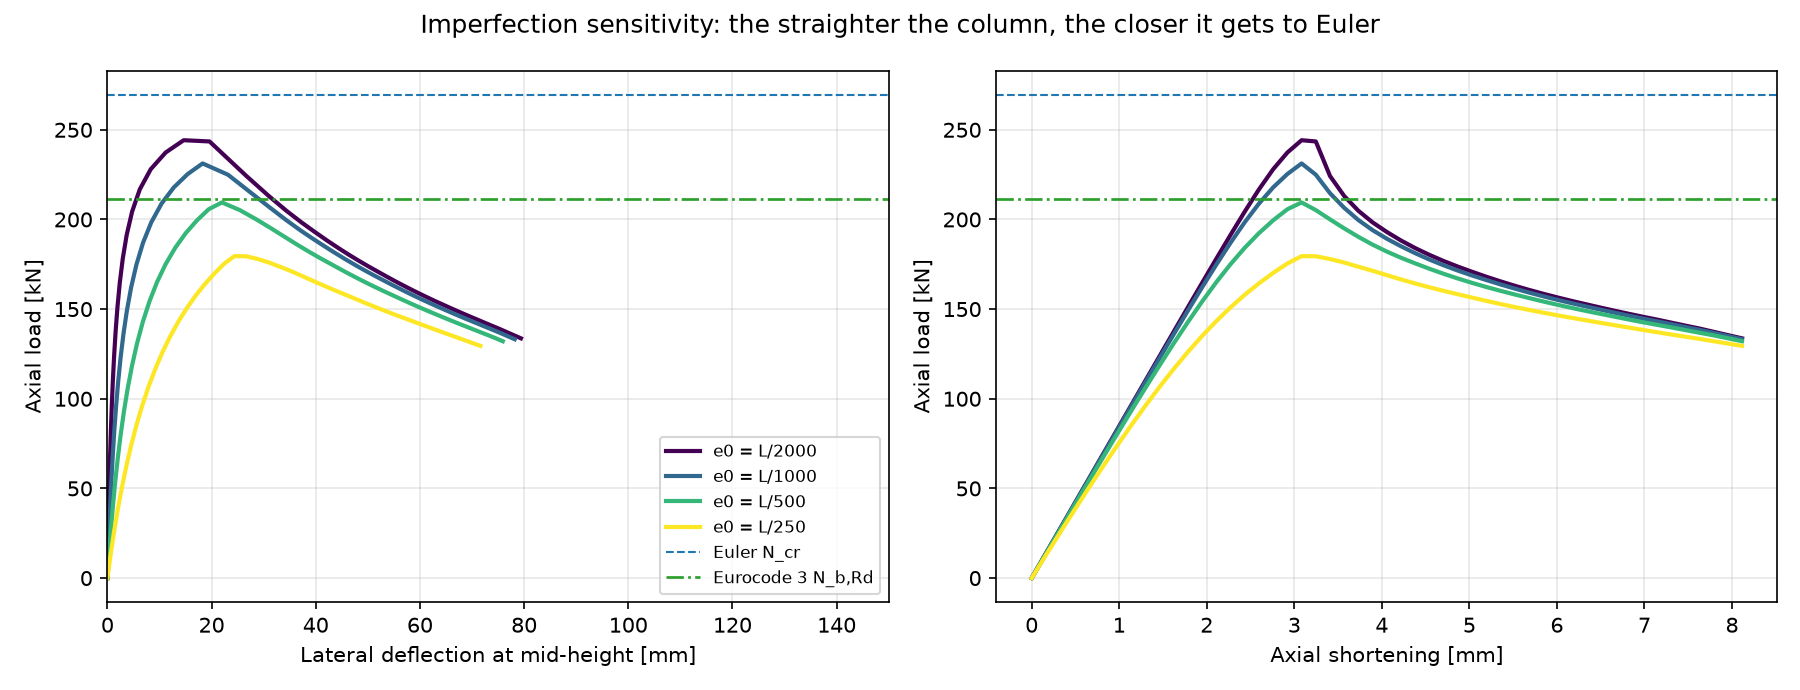 Imperfection sensitivity: the straighter the column, the closer it gets to Euler
Axial load [kN]
250
200
150
100
50
0
0 20 40 60 80 100 120 140
Lateral deflection at mid-height [mm]
e0 = L/2000
e0 = L/1000
e0 = L/500
e0 = L/250
Euler N_cr
Eurocode 3 N_b,Rd
Axial load [kN]
250
200
150
100
50
0
0 1 2 3 4 5 6 7 8
Axial shortening [mm]